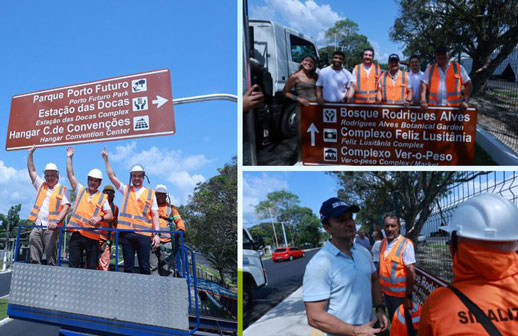 Parque Porto Futuro
Porto Futuro Park
Estação das Docas
Estação das Docas Complex
Hangar C.de Convenções
Hangar Convention Center
Bosque Rodrigues Alves
Rodrigues Alves Botanical Garden
Complexo Feliz Lusitânia
Feliz Lusitânia Complex
Complexo Ver-o-Peso
Ver-o-peso Complex / Market
SINALIZ